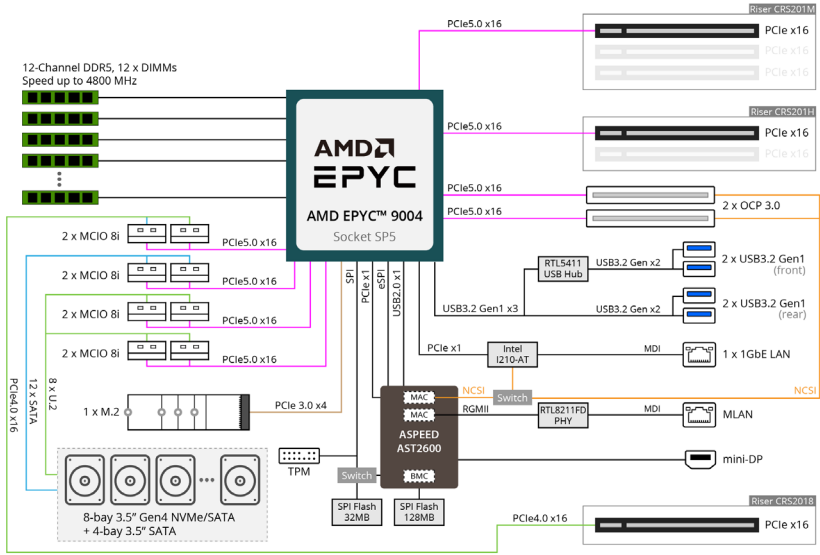 Riser CRS201M
PCIe5.0 x16
PCIe x16
PCIe x16
PCIe x16
12-Channel DDR5, 12 x DIMMs
Speed up to 4800 MHz
Riser CRS201H
PCIe5.0 x16
PCIe x16
PCIe x16
AMD
EPYC
AMD EPYC™ 9004
Socket SP5
PCIe5.0 x16
PCIe5.0 x16
2 x OCP 3.0
2 x MCIO 8i
PCIe5.0 x16
2 x MCIO 8i
PCIe5.0 x16
2 x MCIO 8i
PCIe5.0 x16
2 x MCIO 8i
PCIe5.0 x16
SPI
PCIe x1
eSPI
USB2.0 x1
RTL5411
USB Hub
USB3.2 Gen x2
2 x USB3.2 Gen1
(front)
USB3.2 Gen1 x3
USB3.2 Gen x2
2 x USB3.2 Gen1
(rear)
PCIe x1
Intel
I210-AT
MDI
1 x 1GbE LAN
PCIe4.0 x16
12 x SATA
8 x U.2
NCSI
Switch
NCSI
1 x M.2
PCIe 3.0 x4
MAC
MAC
RGMII
RTL8211FD
PHY
MDI
MLAN
ASPEED
AST2600
mini-DP
TPM
Switch
BMC
SPI Flash
32MB
SPI Flash
128MB
8-bay 3.5” Gen4 NVMe/SATA
+ 4-bay 3.5” SATA
Riser CRS2018
PCIe4.0 x16
PCIe x16